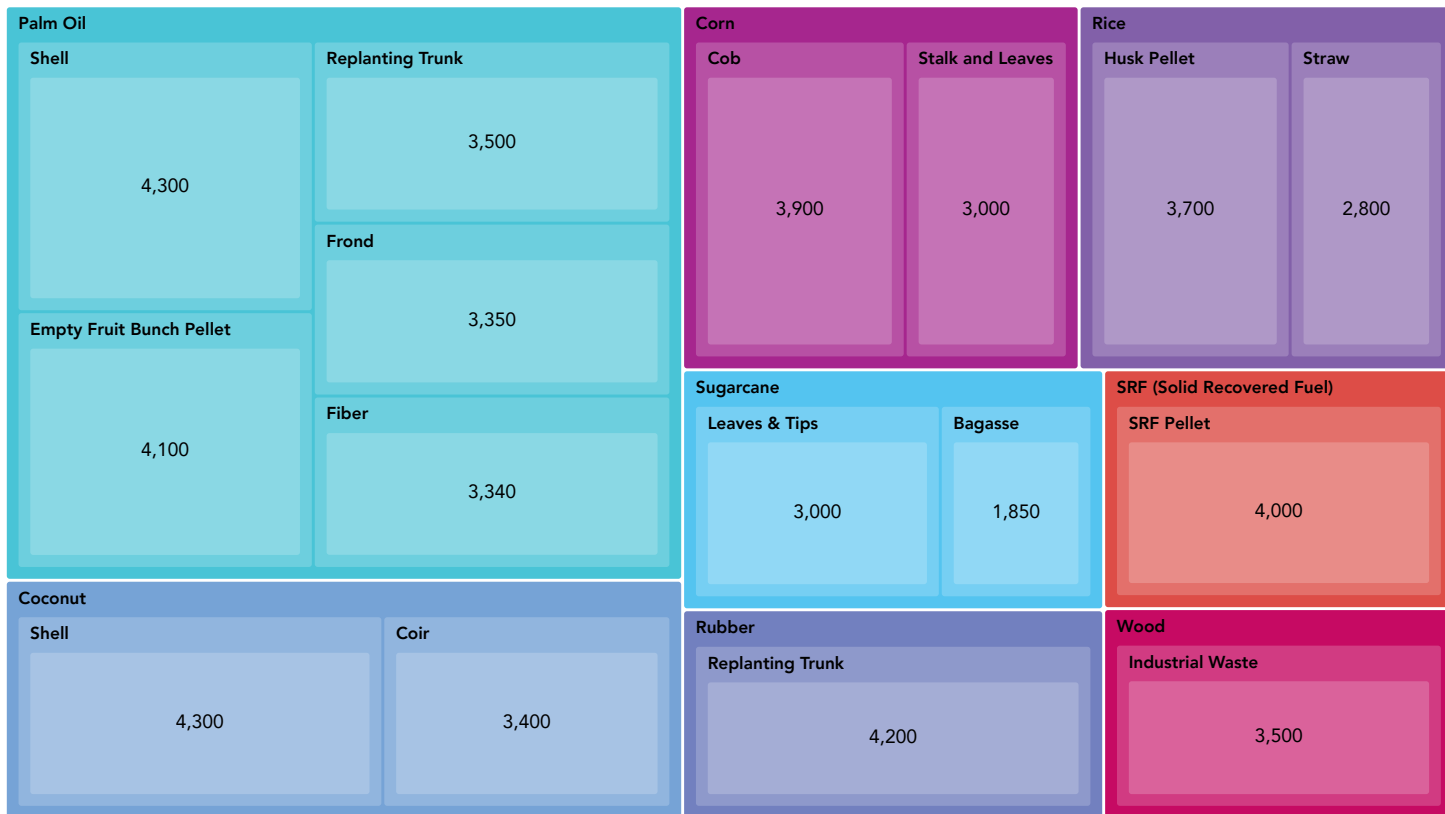 Palm Oil
Shell
4,300
Empty Fruit Bunch Pellet
4,100
Replanting Trunk
3,500
Frond
3,350
Fiber
3,340
Coconut
Shell
4,300
Coir
3,400
Corn
Cob
3,900
Stalk and Leaves
3,000
Rice
Husk Pellet
3,700
Straw
2,800
Sugarcane
Leaves & Tips
3,000
Bagasse
1,850
SRF (Solid Recovered Fuel)
SRF Pellet
4,000
Rubber
Replanting Trunk
4,200
Wood
Industrial Waste
3,500